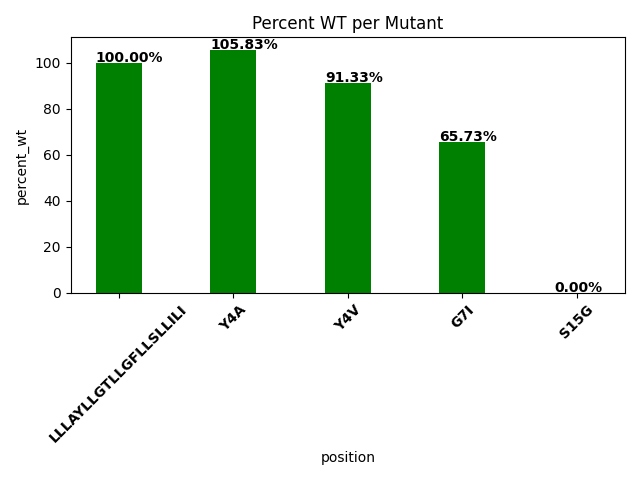 Percent WT per Mutant
100.00%
105.83%
91.33%
65.73%
0.00%
percent_wt
100
80
60
40
20
0
LLLAYLLGTLLGFLLSLLILI
Y4A
Y4V
G7I
S15G
position